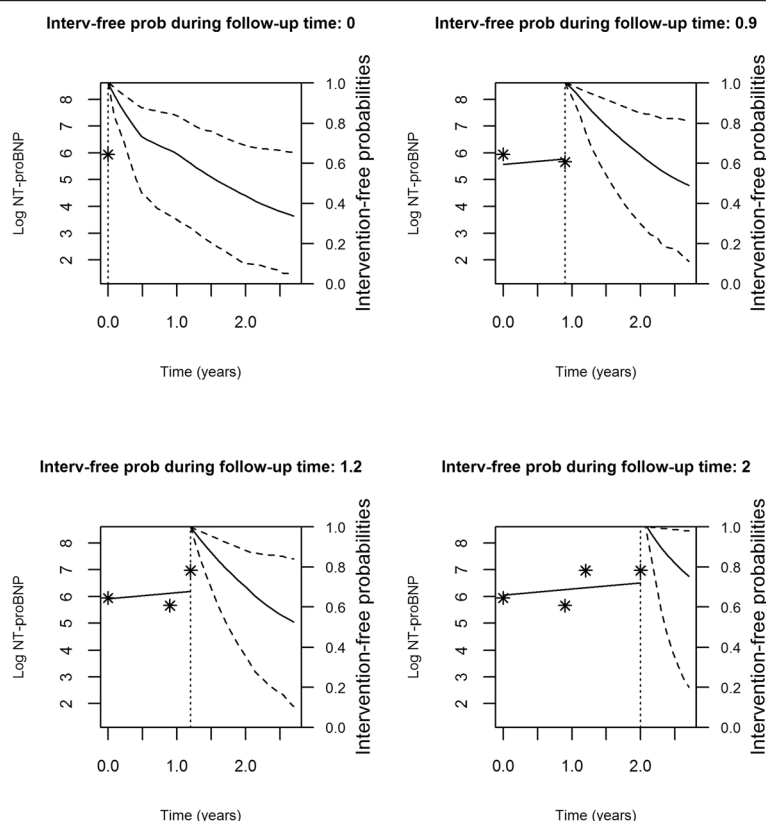 Interv-free prob during follow-up time: 0
Log NT-proBNP
2 3 4 5 6 7 8
0.0 0.2 0.4 0.6 0.8 1.0
Intervention-free probabilities
0.0 1.0 2.0
Time (years)
Interv-free prob during follow-up time: 0.9
Log NT-proBNP
2 3 4 5 6 7 8
0.0 0.2 0.4 0.6 0.8 1.0
Intervention-free probabilities
0.0 1.0 2.0
Time (years)
Interv-free prob during follow-up time: 1.2
Log NT-proBNP
2 3 4 5 6 7 8
0.0 0.2 0.4 0.6 0.8 1.0
Intervention-free probabilities
0.0 1.0 2.0
Time (years)
Interv-free prob during follow-up time: 2
Log NT-proBNP
2 3 4 5 6 7 8
0.0 0.2 0.4 0.6 0.8 1.0
Intervention-free probabilities
0.0 1.0 2.0
Time (years)